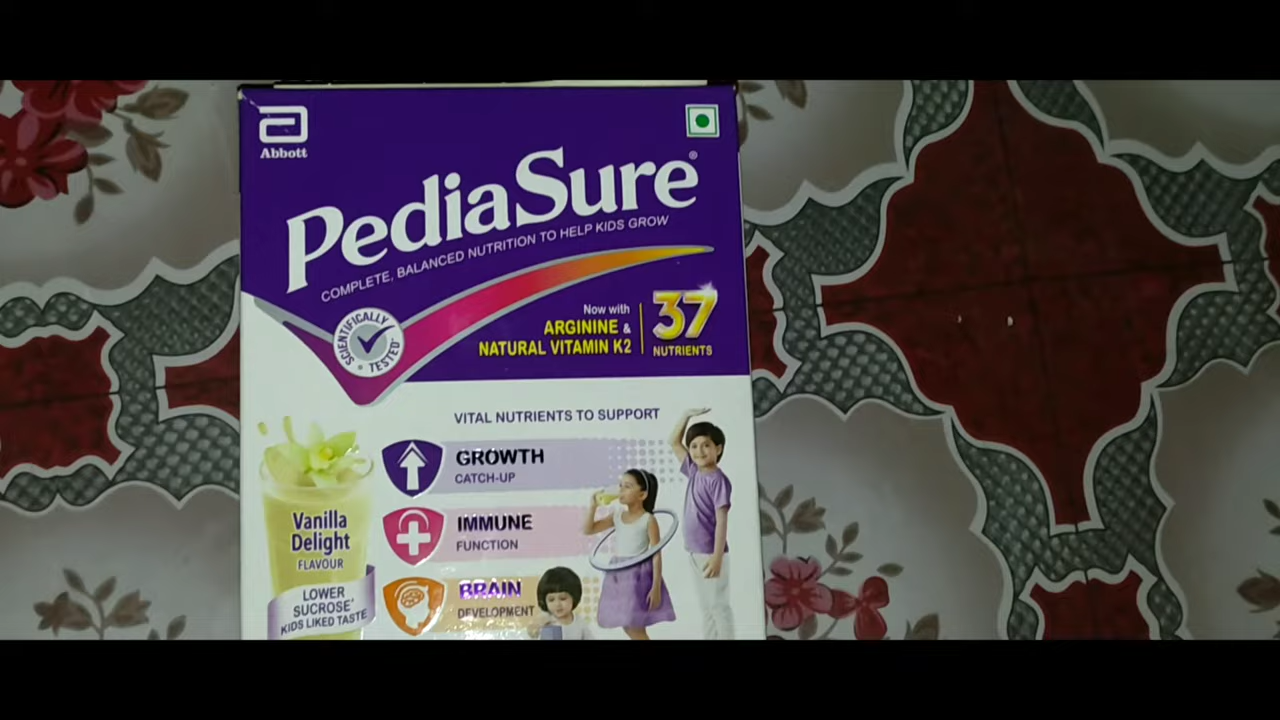 Abbott
PediaSure®
COMPLETE, BALANCED NUTRITION TO HELP KIDS GROW
SCIENTIFICALLY
TESTED
Now with
ARGININE &
NATURAL VITAMIN K2
37
NUTRIENTS
VITAL NUTRIENTS TO SUPPORT
GROWTH
CATCH-UP
IMMUNE
FUNCTION
BRAIN
DEVELOPMENT
Vanilla
Delight
FLAVOUR
LOWER
SUCROSE*
KIDS LIKED TASTE